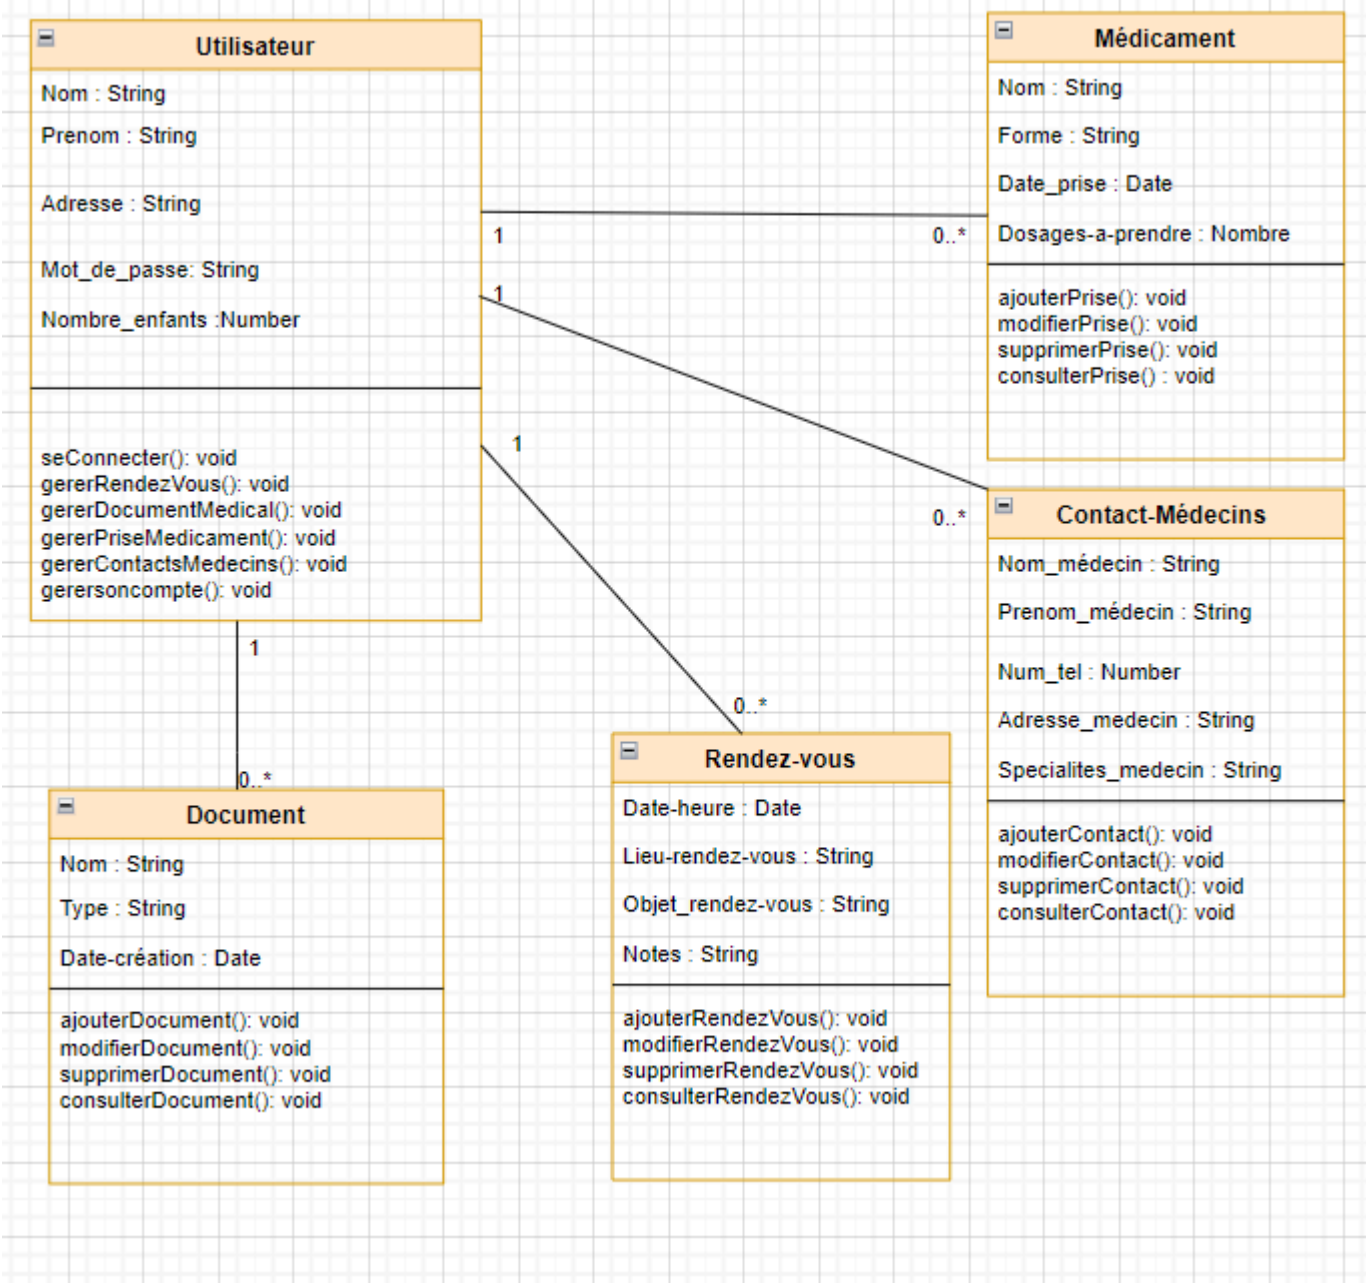 Utilisateur
Nom : String
Prenom : String
Adresse : String
Mot_de_passe: String
Nombre_enfants :Number
seConnecter(): void
gererRendezVous(): void
gererDocumentMedical(): void
gererPriseMedicament(): void
gererContactsMedecins(): void
gerersoncompte(): void
1
0..*
1
0..*
1
0..*
1
0..*
Médicament
Nom : String
Forme : String
Date_prise : Date
Dosages-a-prendre : Nombre
ajouterPrise(): void
modifierPrise(): void
supprimerPrise(): void
consulterPrise() : void
Contact-Médecins
Nom_médecin : String
Prenom_médecin : String
Num_tel : Number
Adresse_medecin : String
Specialites_medecin : String
ajouterContact(): void
modifierContact(): void
supprimerContact(): void
consulterContact(): void
Rendez-vous
Date-heure : Date
Lieu-rendez-vous : String
Objet_rendez-vous : String
Notes : String
ajouterRendezVous(): void
modifierRendezVous(): void
supprimerRendezVous(): void
consulterRendezVous(): void
Document
Nom : String
Type : String
Date-création : Date
ajouterDocument(): void
modifierDocument(): void
supprimerDocument(): void
consulterDocument(): void